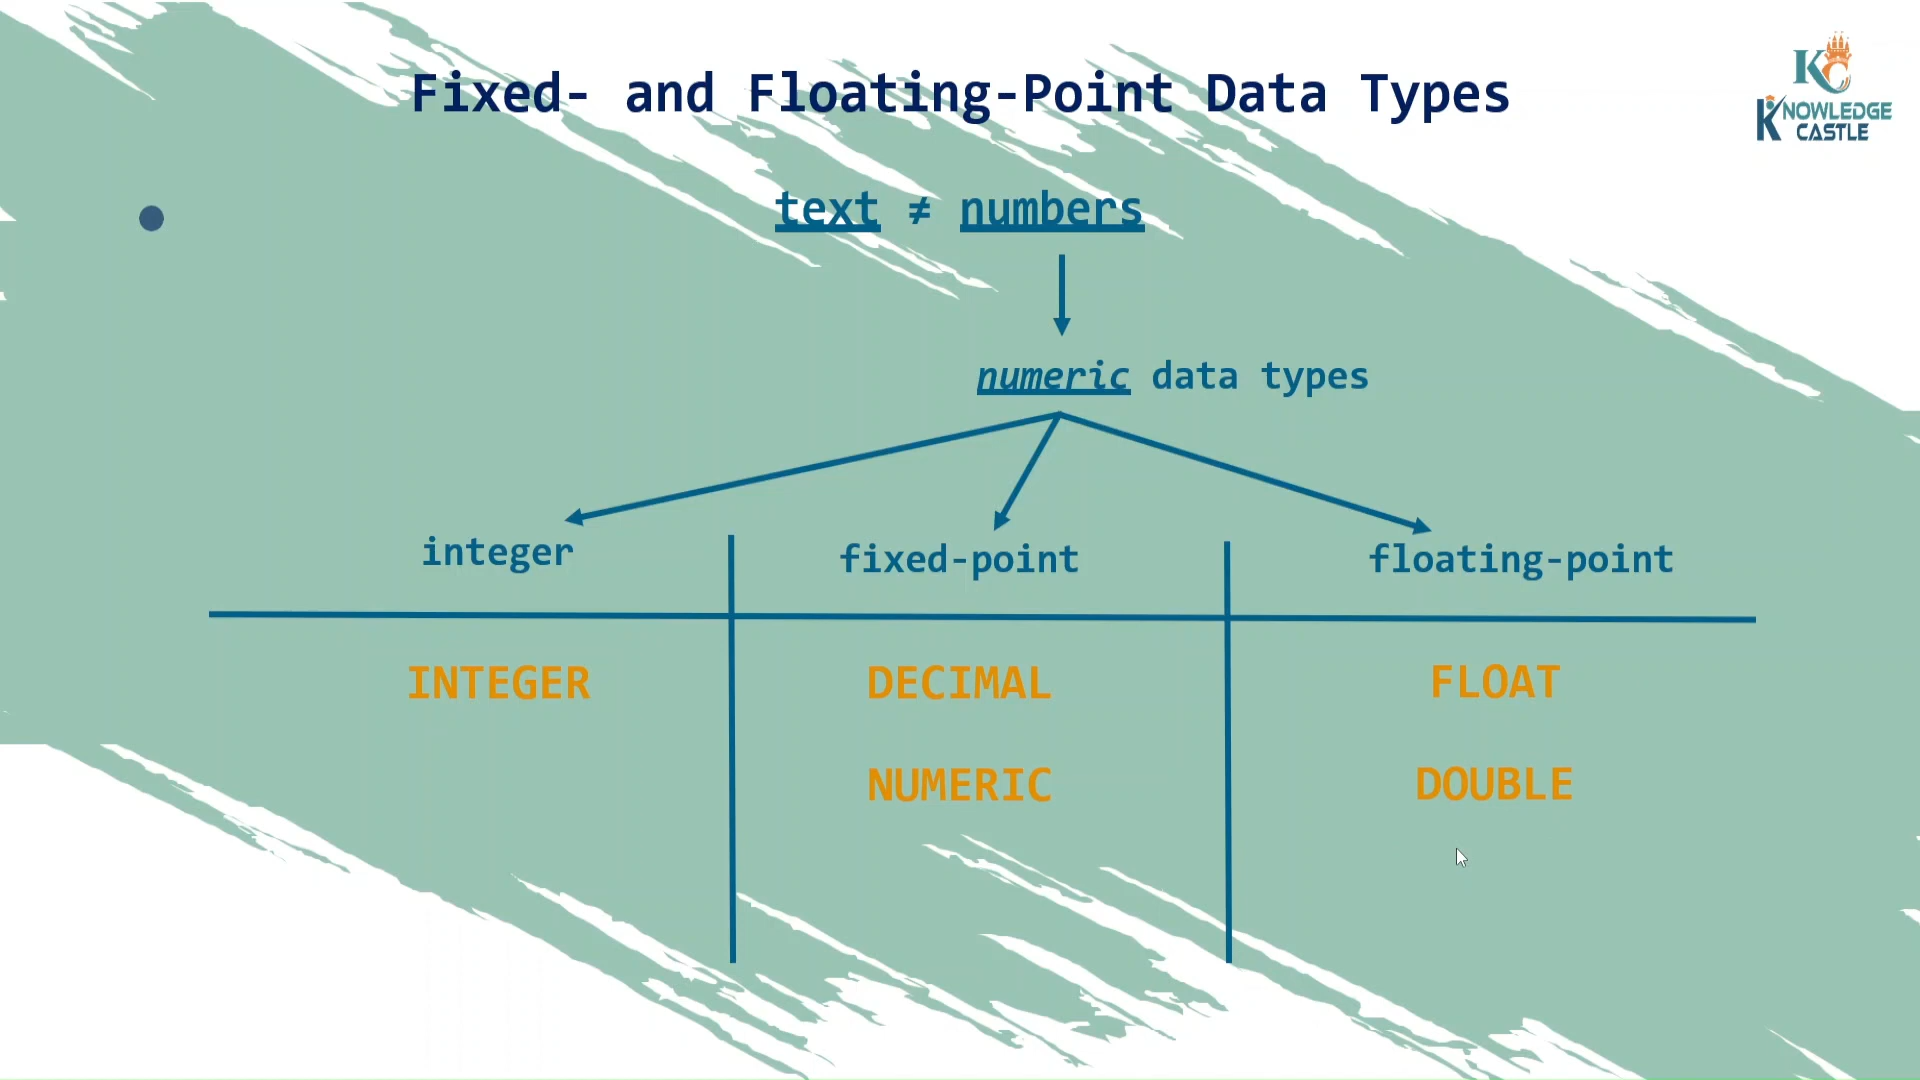 Fixed- and Floating-Point Data Types
KC
KNOWLEDGE
CASTLE
text ≠ numbers
numeric data types
integer
fixed-point
floating-point
INTEGER
DECIMAL
FLOAT
NUMERIC
DOUBLE